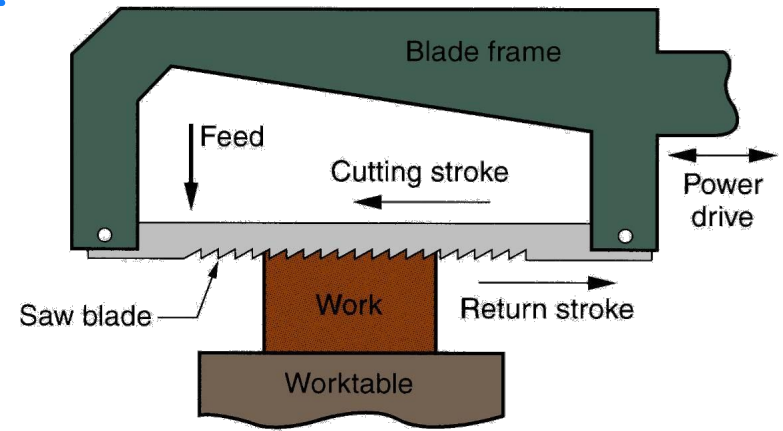 Blade frame
Feed
Cutting stroke
Power
drive
Saw blade
Work
Return stroke
Worktable